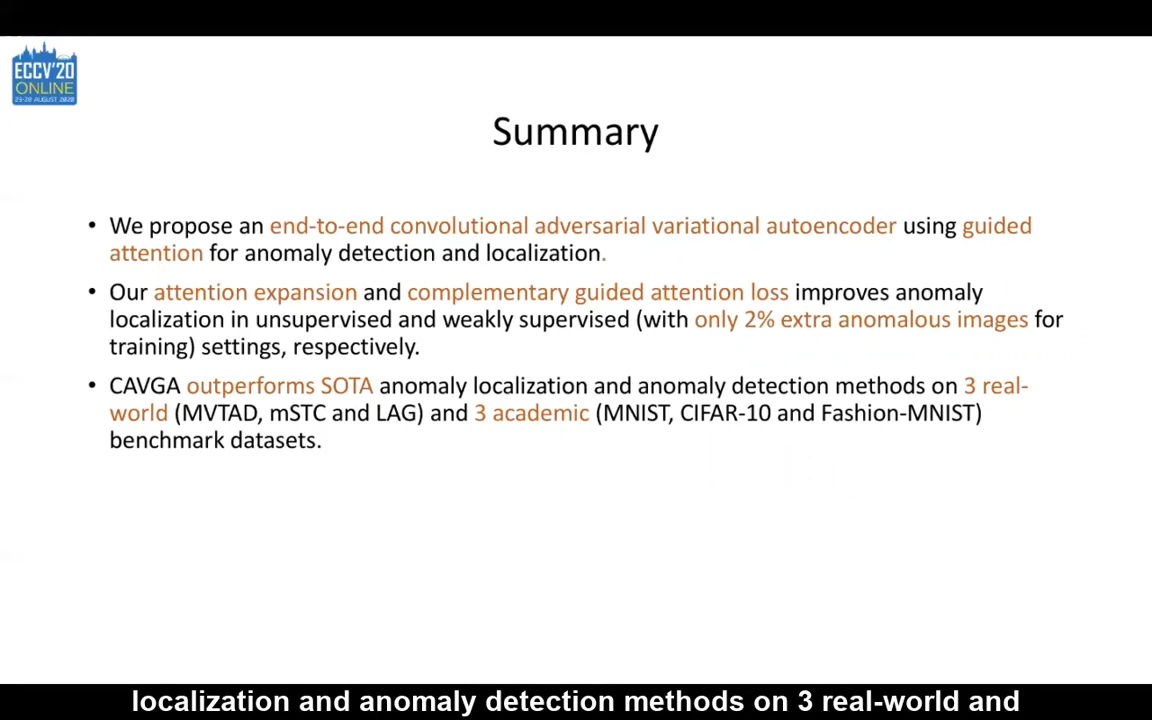 ECCV'20
ONLINE
23-28 AUGUST 2020
Summary
• We propose an end-to-end convolutional adversarial variational autoencoder using guided
attention for anomaly detection and localization.
• Our attention expansion and complementary guided attention loss improves anomaly
localization in unsupervised and weakly supervised (with only 2% extra anomalous images for
training) settings, respectively.
• CAVGA outperforms SOTA anomaly localization and anomaly detection methods on 3 real-
world (MVTAD, mSTC and LAG) and 3 academic (MNIST, CIFAR-10 and Fashion-MNIST)
benchmark datasets.
localization and anomaly detection methods on 3 real-world and